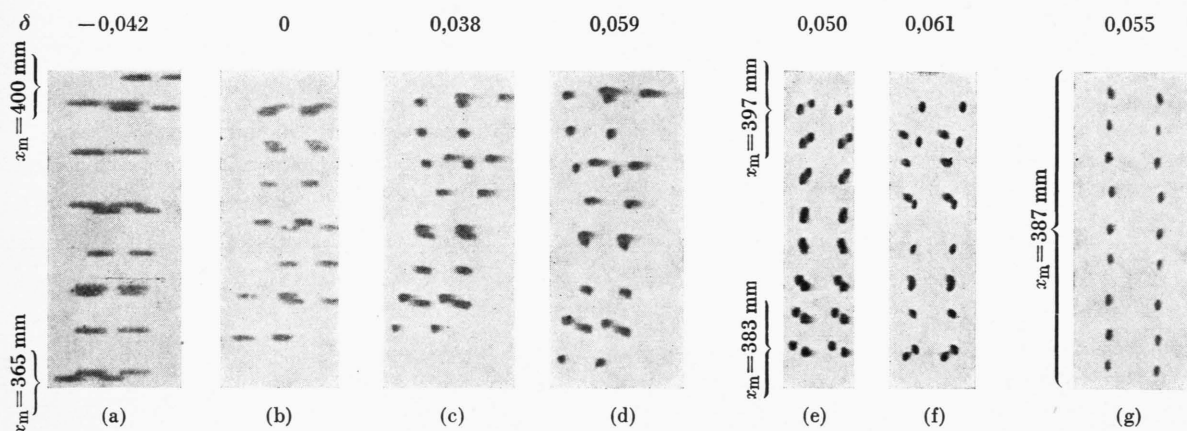 δ −0,042 0 0,038 0,059 0,050 0,061 0,055
x_m=400 mm
x_m=365 mm
x_m=397 mm
x_m=383 mm
x_m=387 mm
(a) (b) (c) (d) (e) (f) (g)